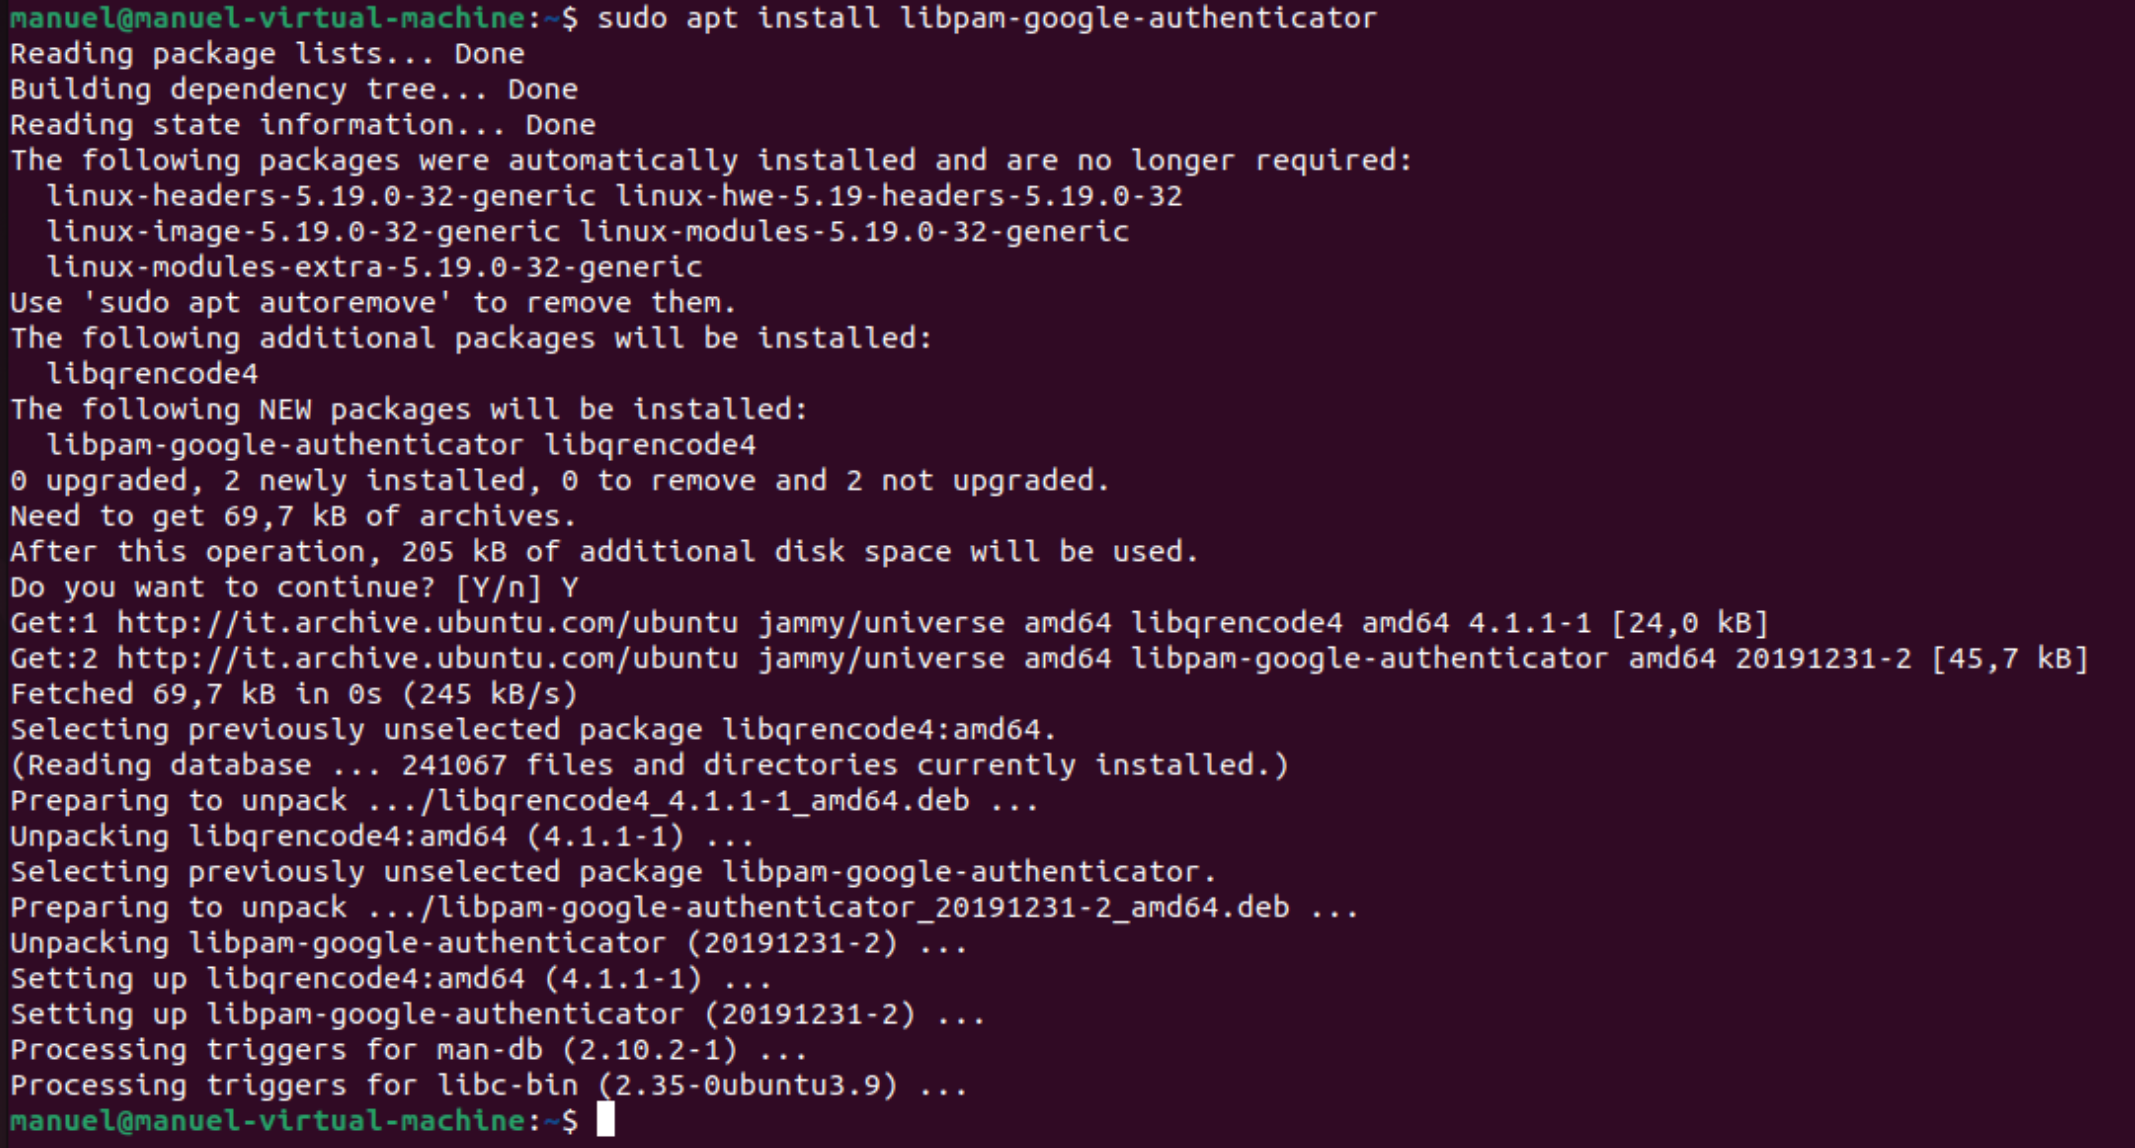 manuel@manuel-virtual-machine:~$ sudo apt install libpam-google-authenticator
Reading package lists... Done
Building dependency tree... Done
Reading state information... Done
The following packages were automatically installed and are no longer required:
  linux-headers-5.19.0-32-generic linux-hwe-5.19-headers-5.19.0-32
  linux-image-5.19.0-32-generic linux-modules-5.19.0-32-generic
  linux-modules-extra-5.19.0-32-generic
Use 'sudo apt autoremove' to remove them.
The following additional packages will be installed:
  libqrencode4
The following NEW packages will be installed:
  libpam-google-authenticator libqrencode4
0 upgraded, 2 newly installed, 0 to remove and 2 not upgraded.
Need to get 69,7 kB of archives.
After this operation, 205 kB of additional disk space will be used.
Do you want to continue? [Y/n] Y
Get:1 http://it.archive.ubuntu.com/ubuntu jammy/universe amd64 libqrencode4 amd64 4.1.1-1 [24,0 kB]
Get:2 http://it.archive.ubuntu.com/ubuntu jammy/universe amd64 libpam-google-authenticator amd64 20191231-2 [45,7 kB]
Fetched 69,7 kB in 0s (245 kB/s)
Selecting previously unselected package libqrencode4:amd64.
(Reading database ... 241067 files and directories currently installed.)
Preparing to unpack .../libqrencode4_4.1.1-1_amd64.deb ...
Unpacking libqrencode4:amd64 (4.1.1-1) ...
Selecting previously unselected package libpam-google-authenticator.
Preparing to unpack .../libpam-google-authenticator_20191231-2_amd64.deb ...
Unpacking libpam-google-authenticator (20191231-2) ...
Setting up libqrencode4:amd64 (4.1.1-1) ...
Setting up libpam-google-authenticator (20191231-2) ...
Processing triggers for man-db (2.10.2-1) ...
Processing triggers for libc-bin (2.35-0ubuntu3.9) ...
manuel@manuel-virtual-machine:~$